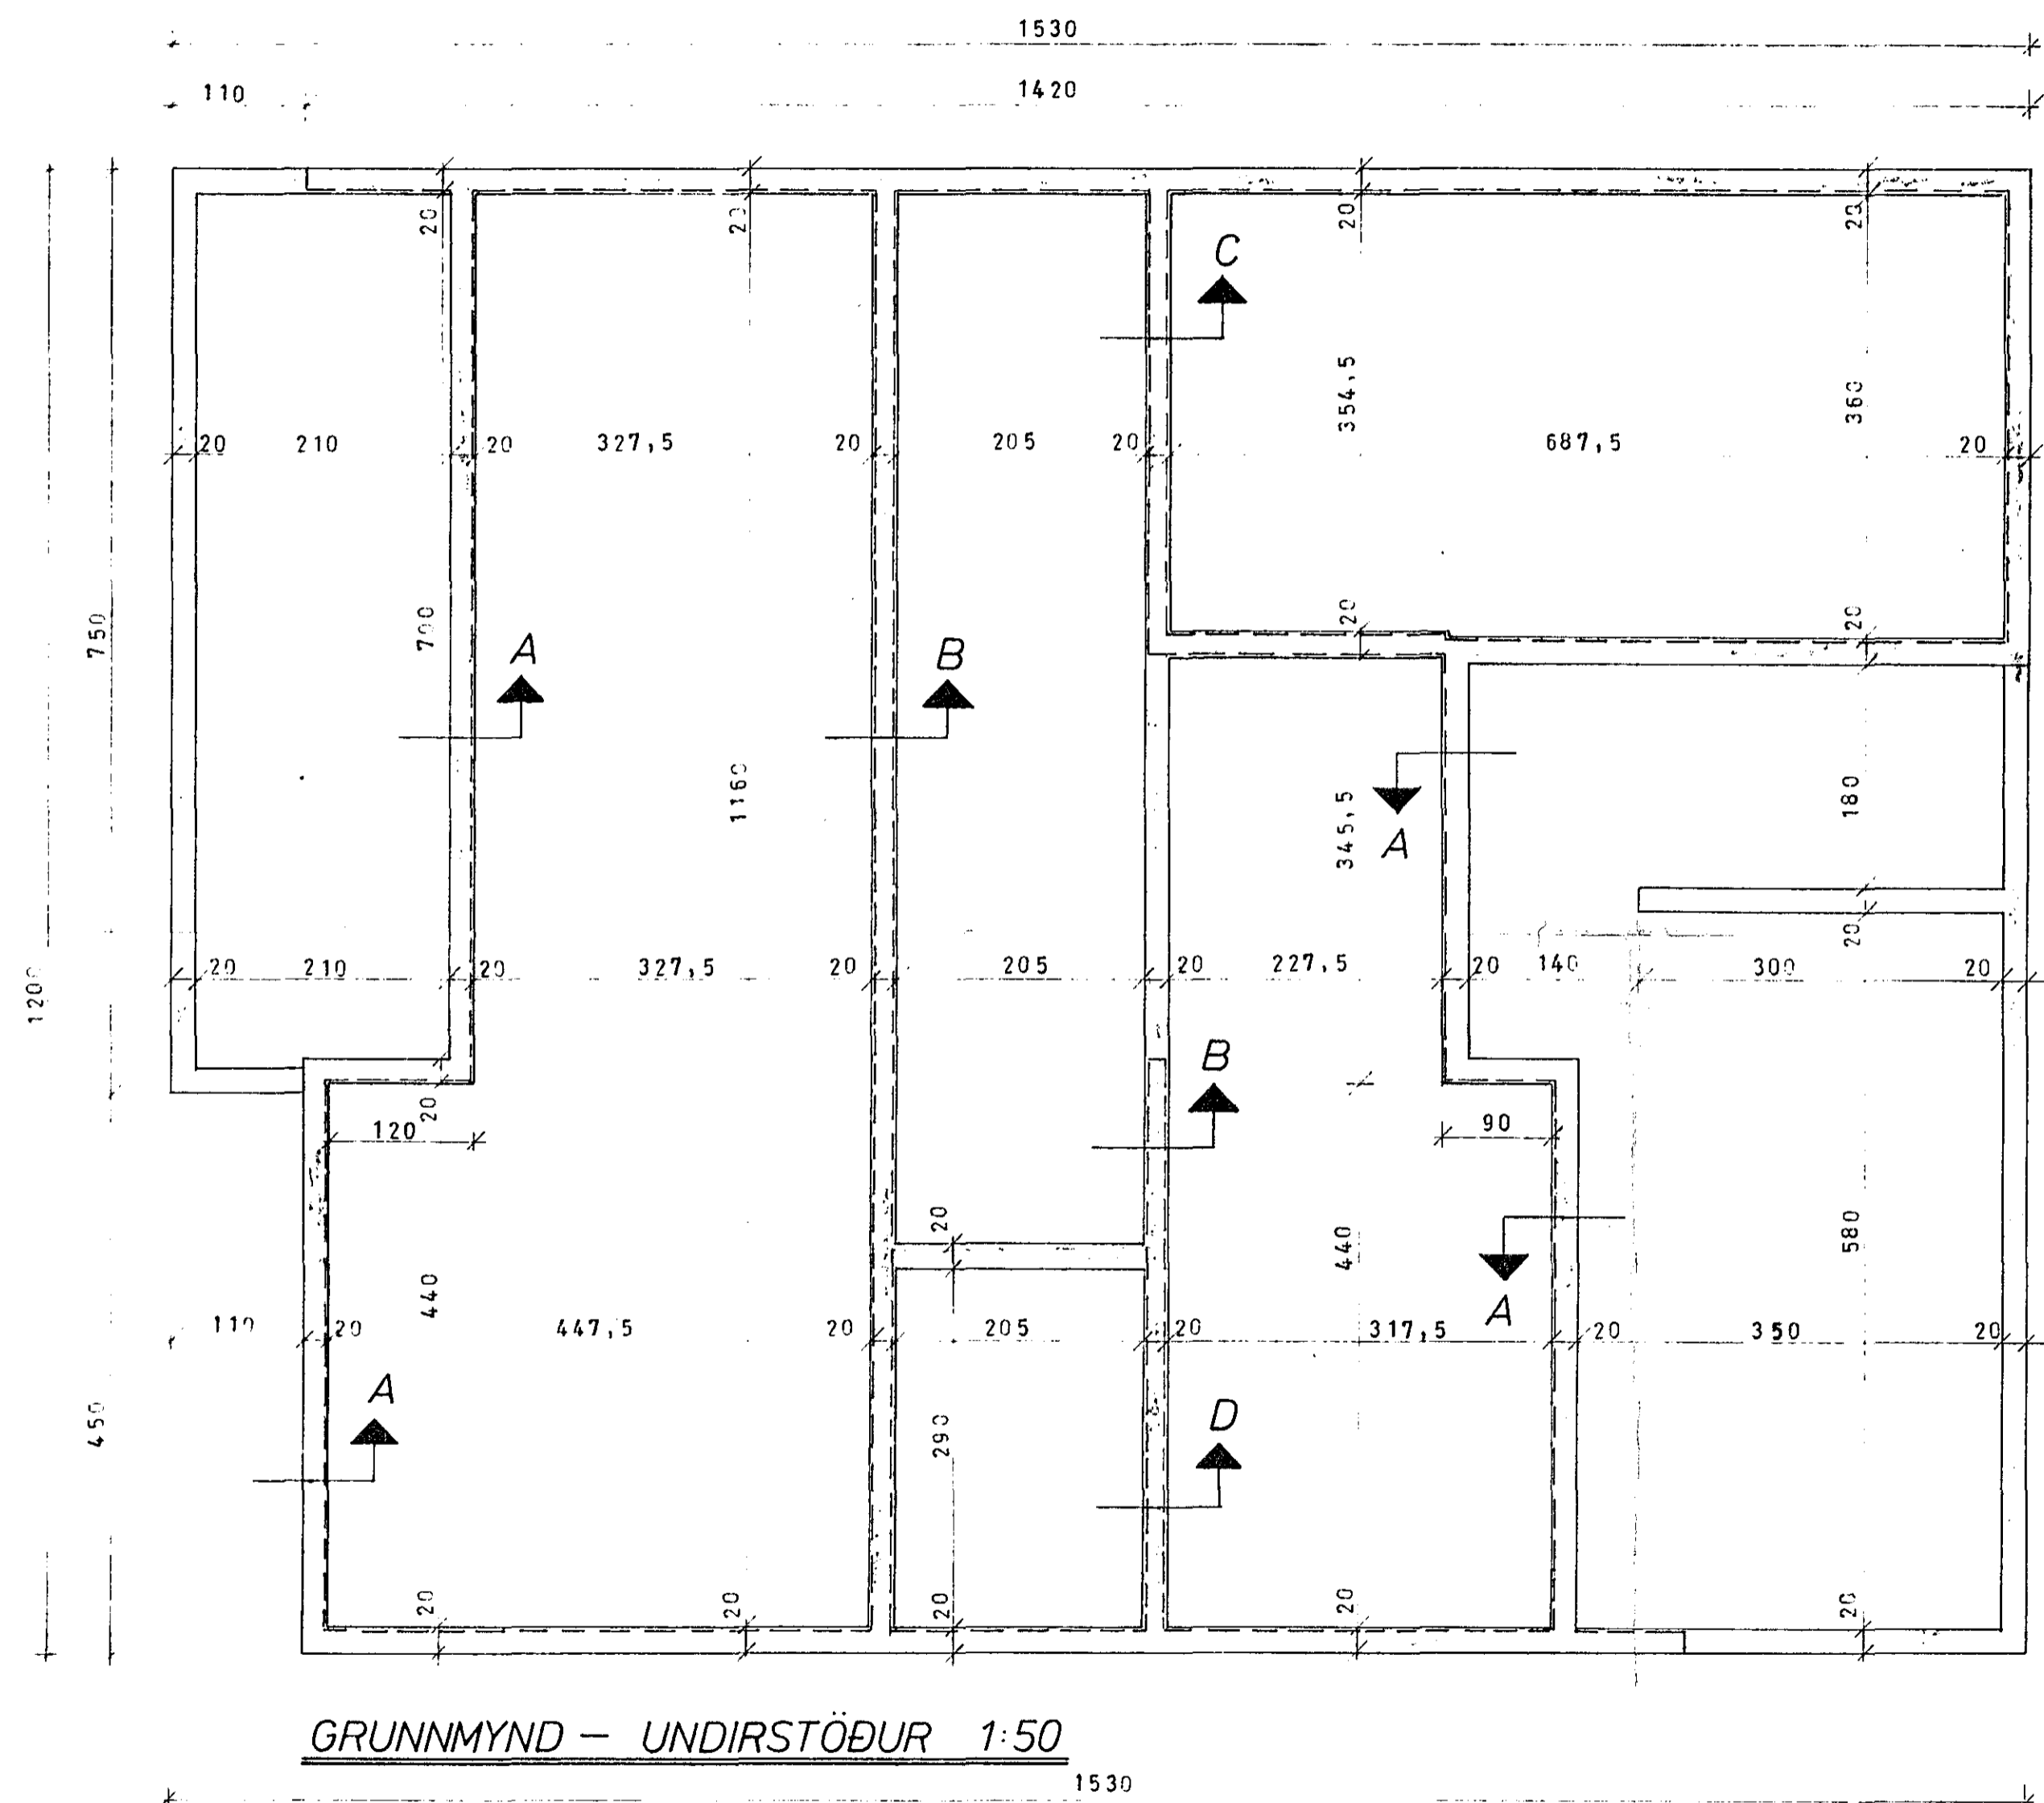 1530
110 1420
20 20 20 20
C
354,5 360
20 210 20 327,5 20 205 20 687,5 20
750 700 20 20
A B
1160 345,5 180
A
20
1200 20 210 20 327,5 20 205 20 227,5 20 140 300 20
B
120 20 90
20
440 440 580
110 20 447,5 20 205 20 317,5 A 20 350 20
A D
450 290
20 20 20 20 20
GRUNNMYND – UNDIRSTÖÐUR 1:50
1530